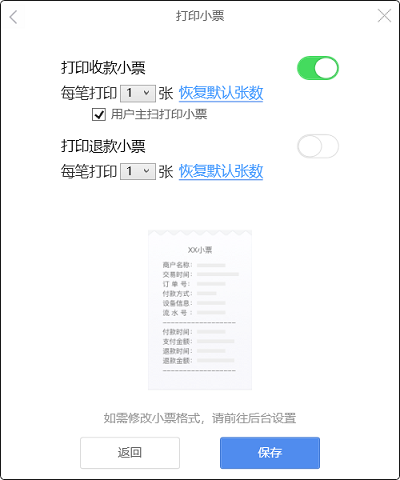 打印小票
打印收款小票
每笔打印 1 张 恢复默认张数
用户主扫打印小票
打印退款小票
每笔打印 1 张 恢复默认张数
XX小票
商户名称：
交易时间：
订 单 号：
付款方式：
设备信息：
流 水 号：
付款时间：
支付金额：
退款时间：
退款金额：
如需修改小票格式，请前往后台设置
返回 保存